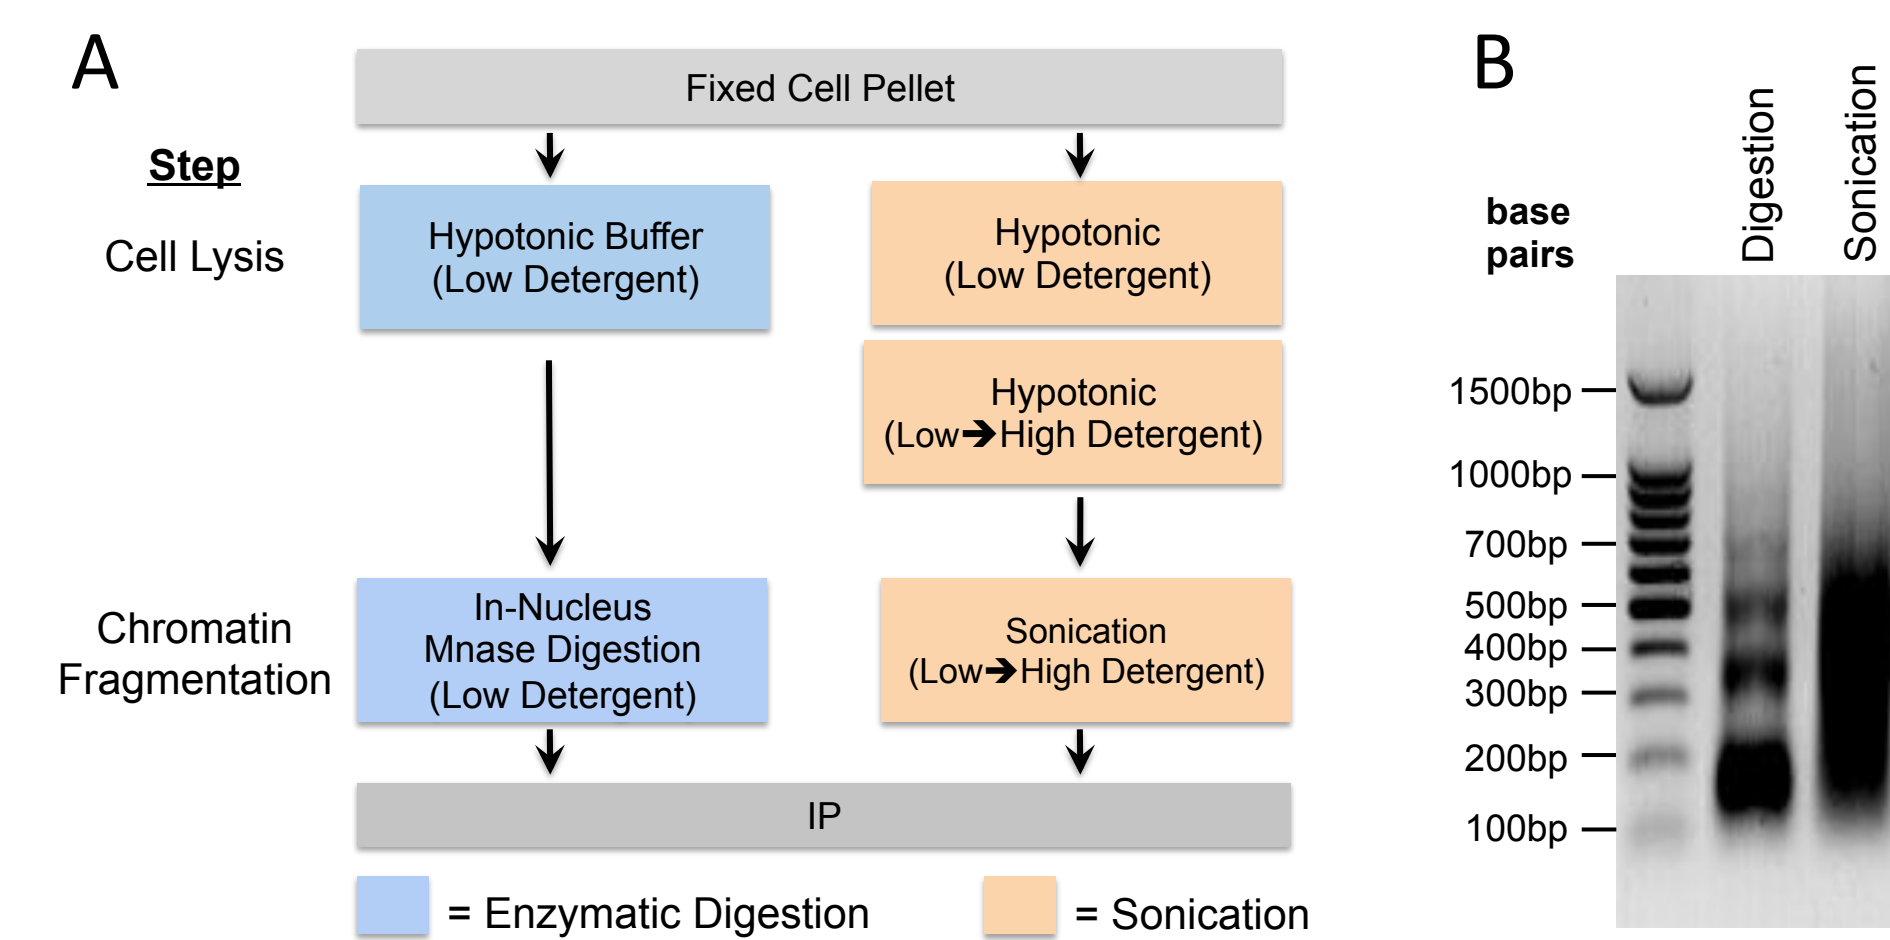 A
Fixed Cell Pellet
Step
Cell Lysis
Hypotonic Buffer
(Low Detergent)
Hypotonic
(Low Detergent)
Hypotonic
(Low➔High Detergent)
Chromatin
Fragmentation
In-Nucleus
Mnase Digestion
(Low Detergent)
Sonication
(Low➔High Detergent)
IP
= Enzymatic Digestion
= Sonication
B
base
pairs
Digestion
Sonication
1500bp
1000bp
700bp
500bp
400bp
300bp
200bp
100bp